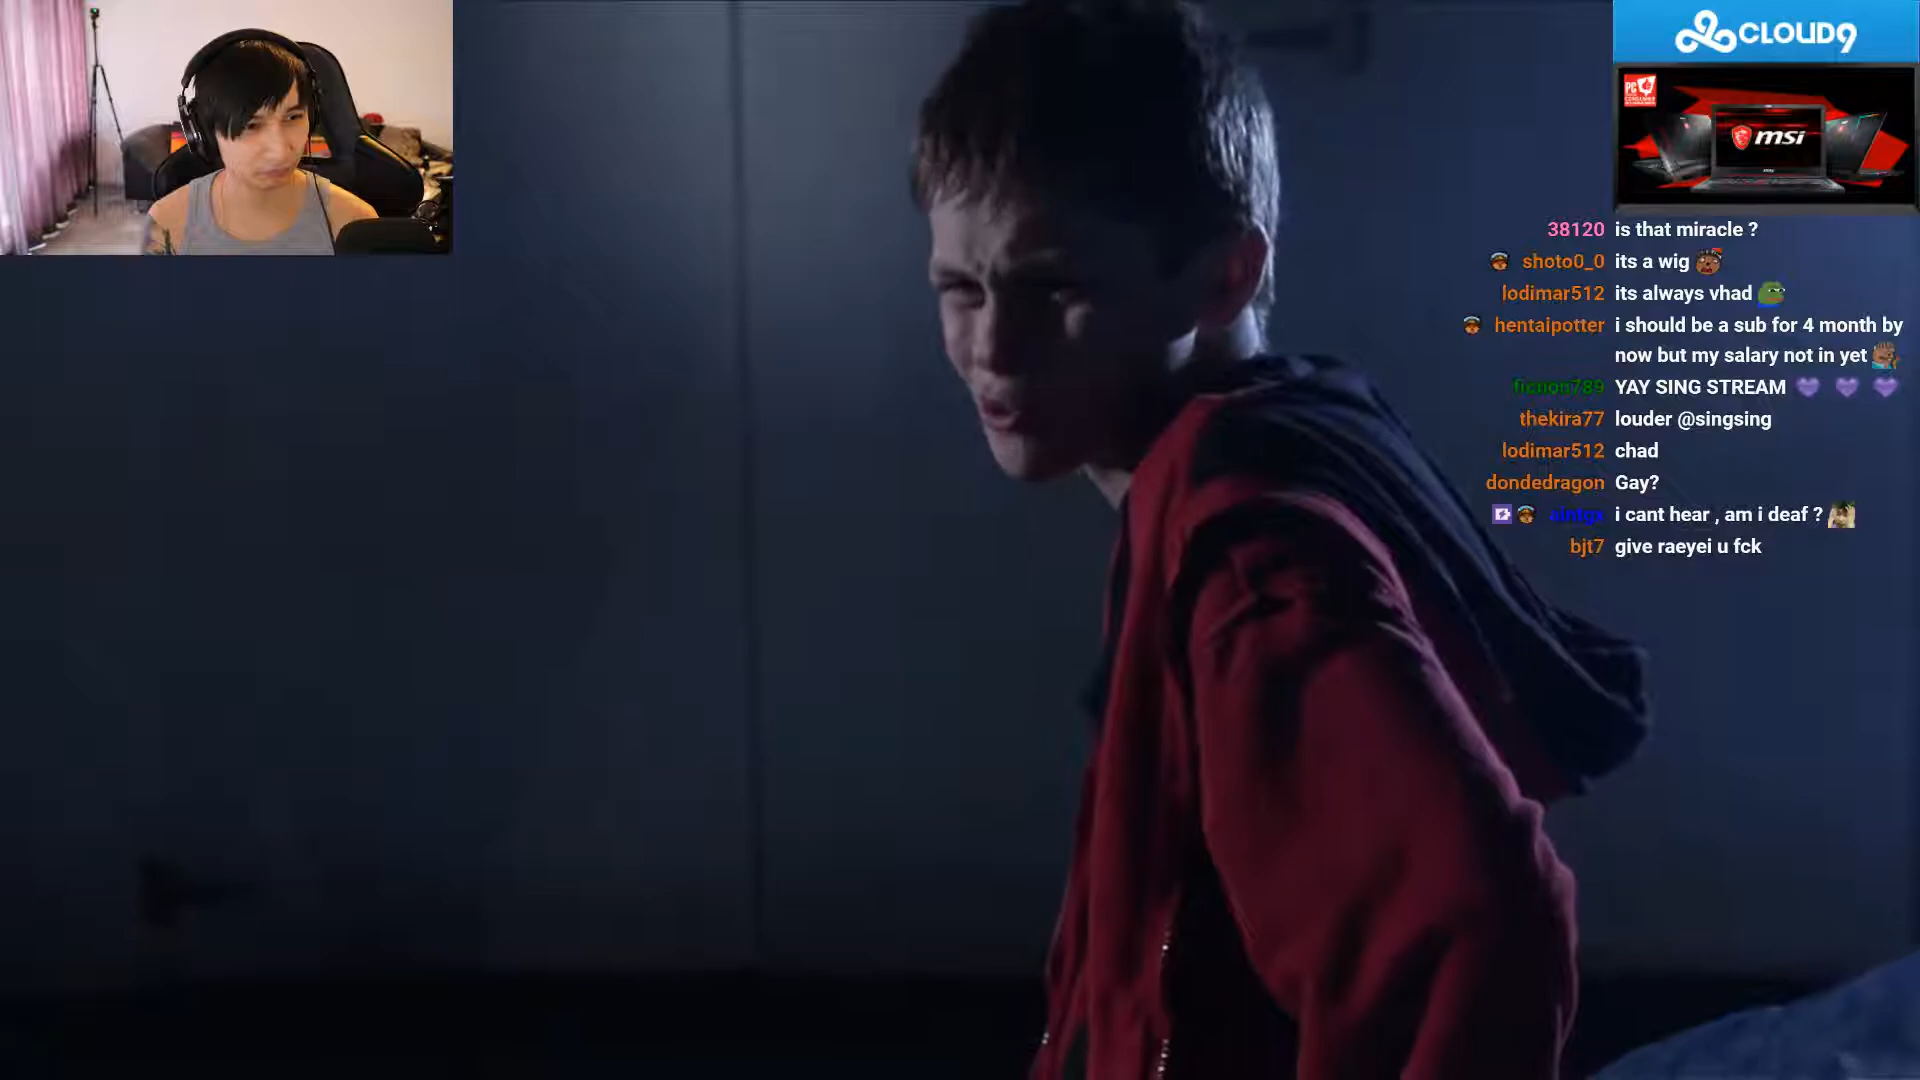 CLOUD9
msi
38120 is that miracle ?
shoto0_0 its a wig
lodimar512 its always vhad
hentaipotter i should be a sub for 4 month by
now but my salary not in yet
fiction789 YAY SING STREAM
thekira77 louder @singsing
lodimar512 chad
dondedragon Gay?
i cant hear , am i deaf ?
bjt7 give raeyei u fck